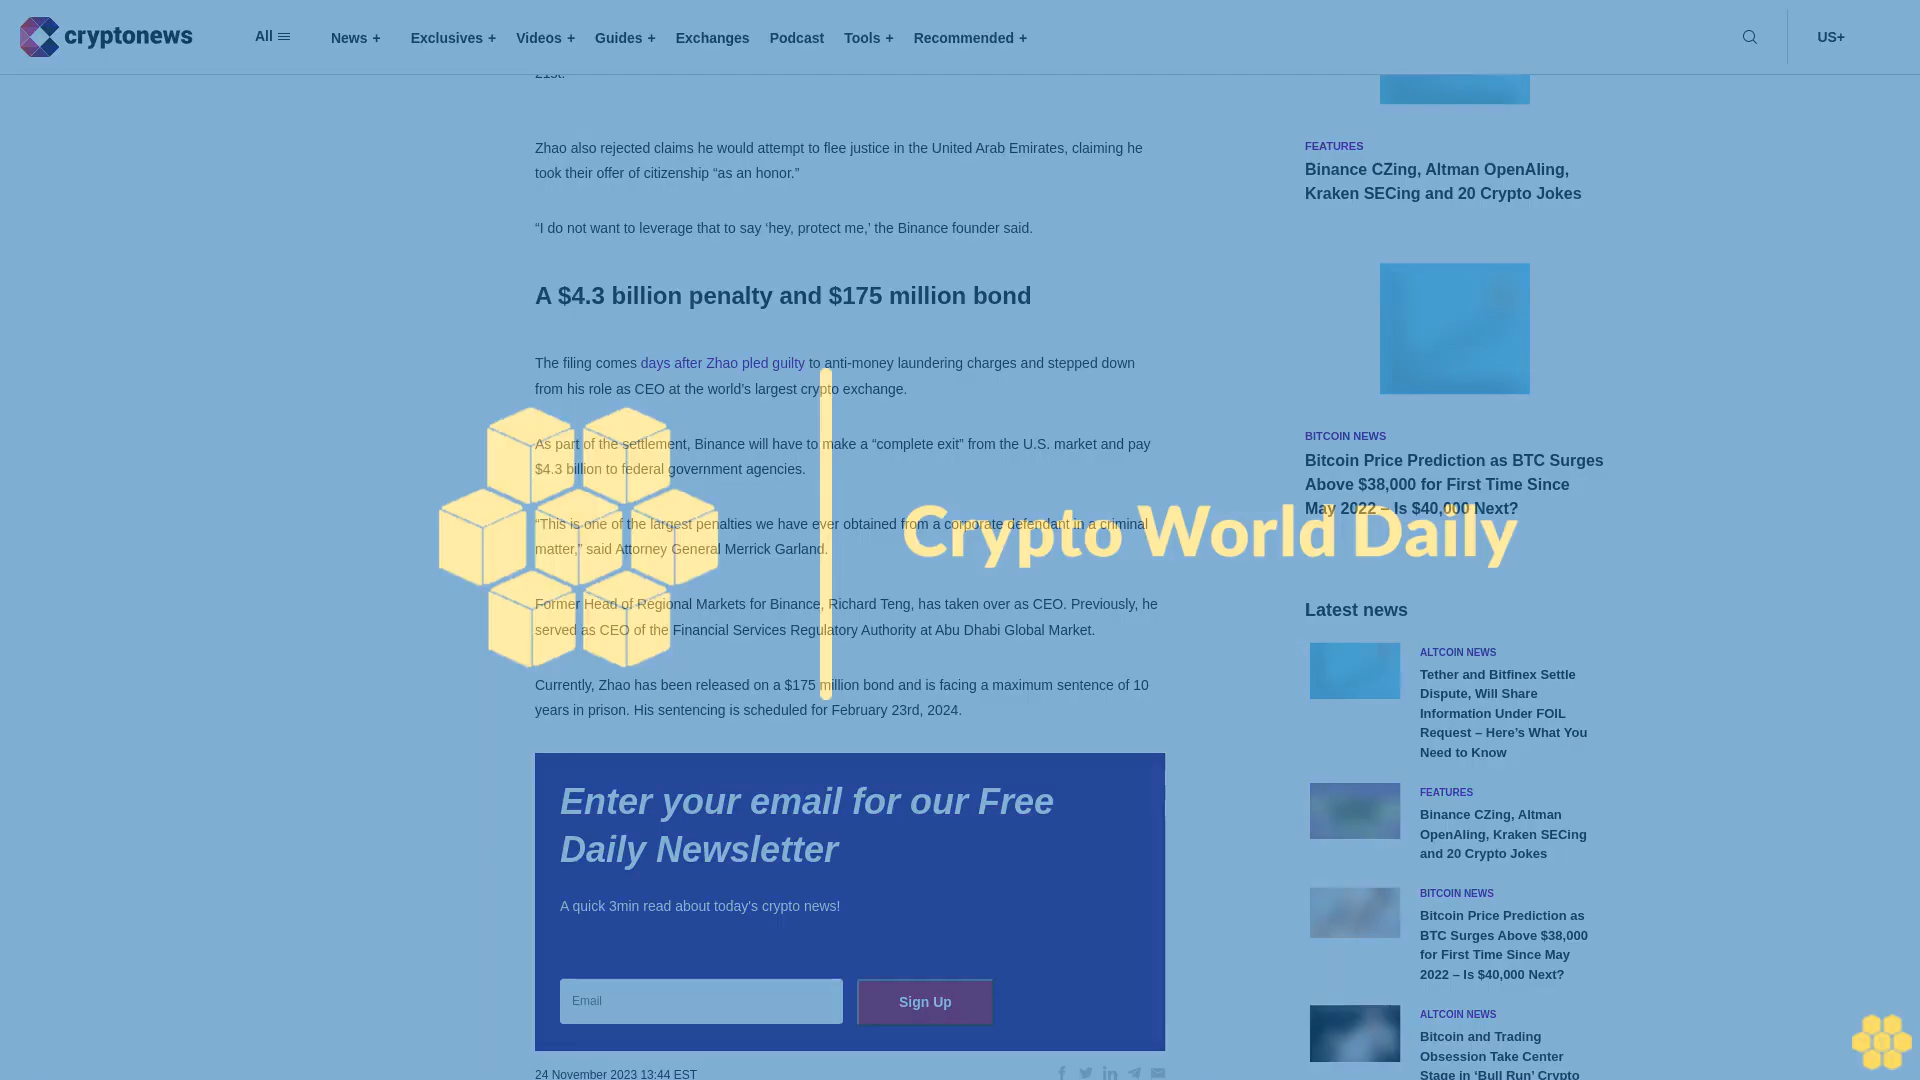 cryptonews
All
News +
Exclusives +
Videos +
Guides +
Exchanges
Podcast
Tools +
Recommended +
US+
21st.
Zhao also rejected claims he would attempt to flee justice in the United Arab Emirates, claiming he
took their offer of citizenship “as an honor.”
“I do not want to leverage that to say ‘hey, protect me,’ the Binance founder said.
A $4.3 billion penalty and $175 million bond
The filing comes days after Zhao pled guilty to anti-money laundering charges and stepped down
from his role as CEO at the world’s largest crypto exchange.
As part of the settlement, Binance will have to make a “complete exit” from the U.S. market and pay
$4.3 billion to federal government agencies.
“This is one of the largest penalties we have ever obtained from a corporate defendant in a criminal
matter,” said Attorney General Merrick Garland.
Former Head of Regional Markets for Binance, Richard Teng, has taken over as CEO. Previously, he
served as CEO of the Financial Services Regulatory Authority at Abu Dhabi Global Market.
Currently, Zhao has been released on a $175 million bond and is facing a maximum sentence of 10
years in prison. His sentencing is scheduled for February 23rd, 2024.
Enter your email for our Free
Daily Newsletter
A quick 3min read about today's crypto news!
Email
Sign Up
24 November 2023 13:44 EST
Crypto World Daily
FEATURES
Binance CZing, Altman OpenAIing,
Kraken SECing and 20 Crypto Jokes
BITCOIN NEWS
Bitcoin Price Prediction as BTC Surges
Above $38,000 for First Time Since
May 2022 – Is $40,000 Next?
Latest news
ALTCOIN NEWS
Tether and Bitfinex Settle
Dispute, Will Share
Information Under FOIL
Request – Here’s What You
Need to Know
FEATURES
Binance CZing, Altman
OpenAIing, Kraken SECing
and 20 Crypto Jokes
BITCOIN NEWS
Bitcoin Price Prediction as
BTC Surges Above $38,000
for First Time Since May
2022 – Is $40,000 Next?
ALTCOIN NEWS
Bitcoin and Trading
Obsession Take Center
Stage in ‘Bull Run’ Crypto